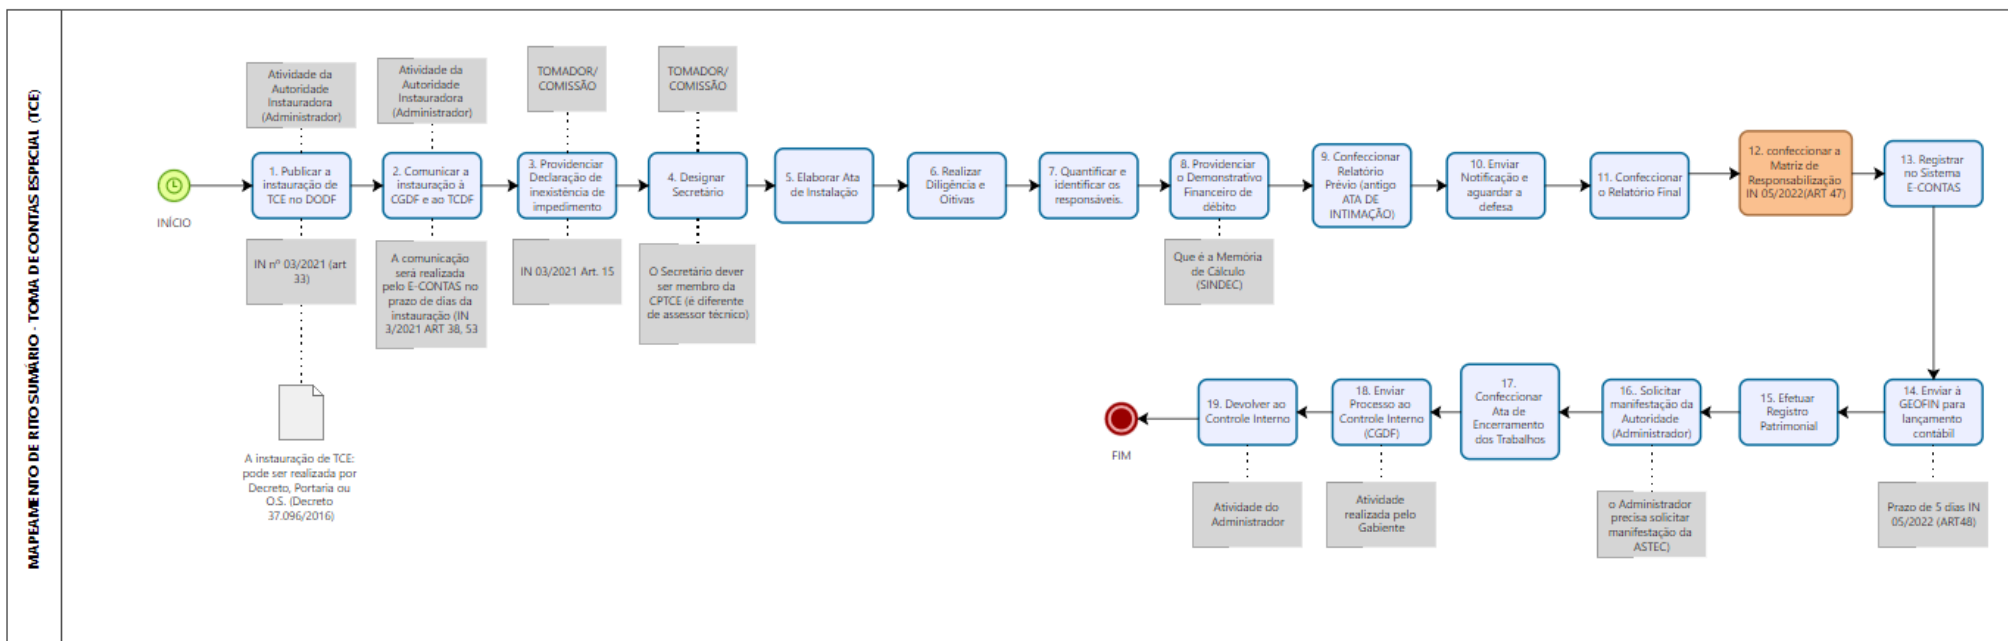 MAPEAMENTO DE RITO SUMÁRIO - TOMA DE CONTAS ESPECIAL (TCE)
INÍCIO
Atividade da
Autoridade
Instauradora
(Administrador)
1. Publicar a
instauração de
TCE no DODF
IN nº 03/2021 (art
33)
A instauração de TCE:
pode ser realizada por
Decreto, Portaria ou
O.S. (Decreto
37.096/2016)
Atividade da
Autoridade
Instauradora
(Administrador)
2. Comunicar a
instauração à
CGDF e ao TCDF
A comunicação
será realizada
pelo E-CONTAS no
prazo de dias da
instauração (IN
3/2021 ART 38, 53
TOMADOR/
COMISSÃO
3. Providenciar
Declaração de
inexistência de
impedimento
IN 03/2021 Art. 15
TOMADOR/
COMISSÃO
4. Designar
Secretário
O Secretário dever
ser membro da
CPTCE (é diferente
de assessor técnico)
5. Elaborar Ata
de Instalação
6. Realizar
Diligência e
Oitivas
7. Quantificar e
identificar os
responsáveis.
8. Providenciar
o Demonstrativo
Financeiro de
débito
Que é a Memória
de Cálculo
(SINDEC)
9. Confeccionar
Relatório
Prévio (antigo
ATA DE
INTIMAÇÃO)
10. Enviar
Notificação e
aguardar a
defesa
11. Confeccionar
o Relatório Final
12. confeccionar a
Matriz de
Responsabilização
IN 05/2022(ART 47)
13. Registrar
no Sistema
E-CONTAS
14. Enviar à
GEOFIN para
lançamento
contábil
Prazo de 5 dias IN
05/2022 (ART48)
15. Efetuar
Registro
Patrimonial
16.. Solicitar
manifestação da
Autoridade
(Administrador)
o Administrador
precisa solicitar
manifestação da
ASTEC)
17.
Confeccionar
Ata de
Encerramento
dos Trabalhos
18. Enviar
Processo ao
Controle Interno
(CGDF)
Atividade
realizada pelo
Gabiente
19. Devolver ao
Controle Interno
Atividade do
Administrador
FIM